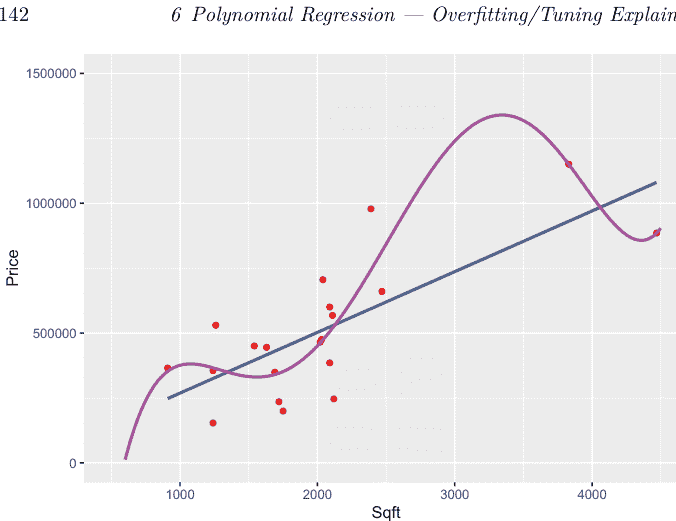 142
6 Polynomial Regression — Overfitting/Tuning Explain
1500000
1000000
500000
0
Price
1000 2000 3000 4000
Sqft